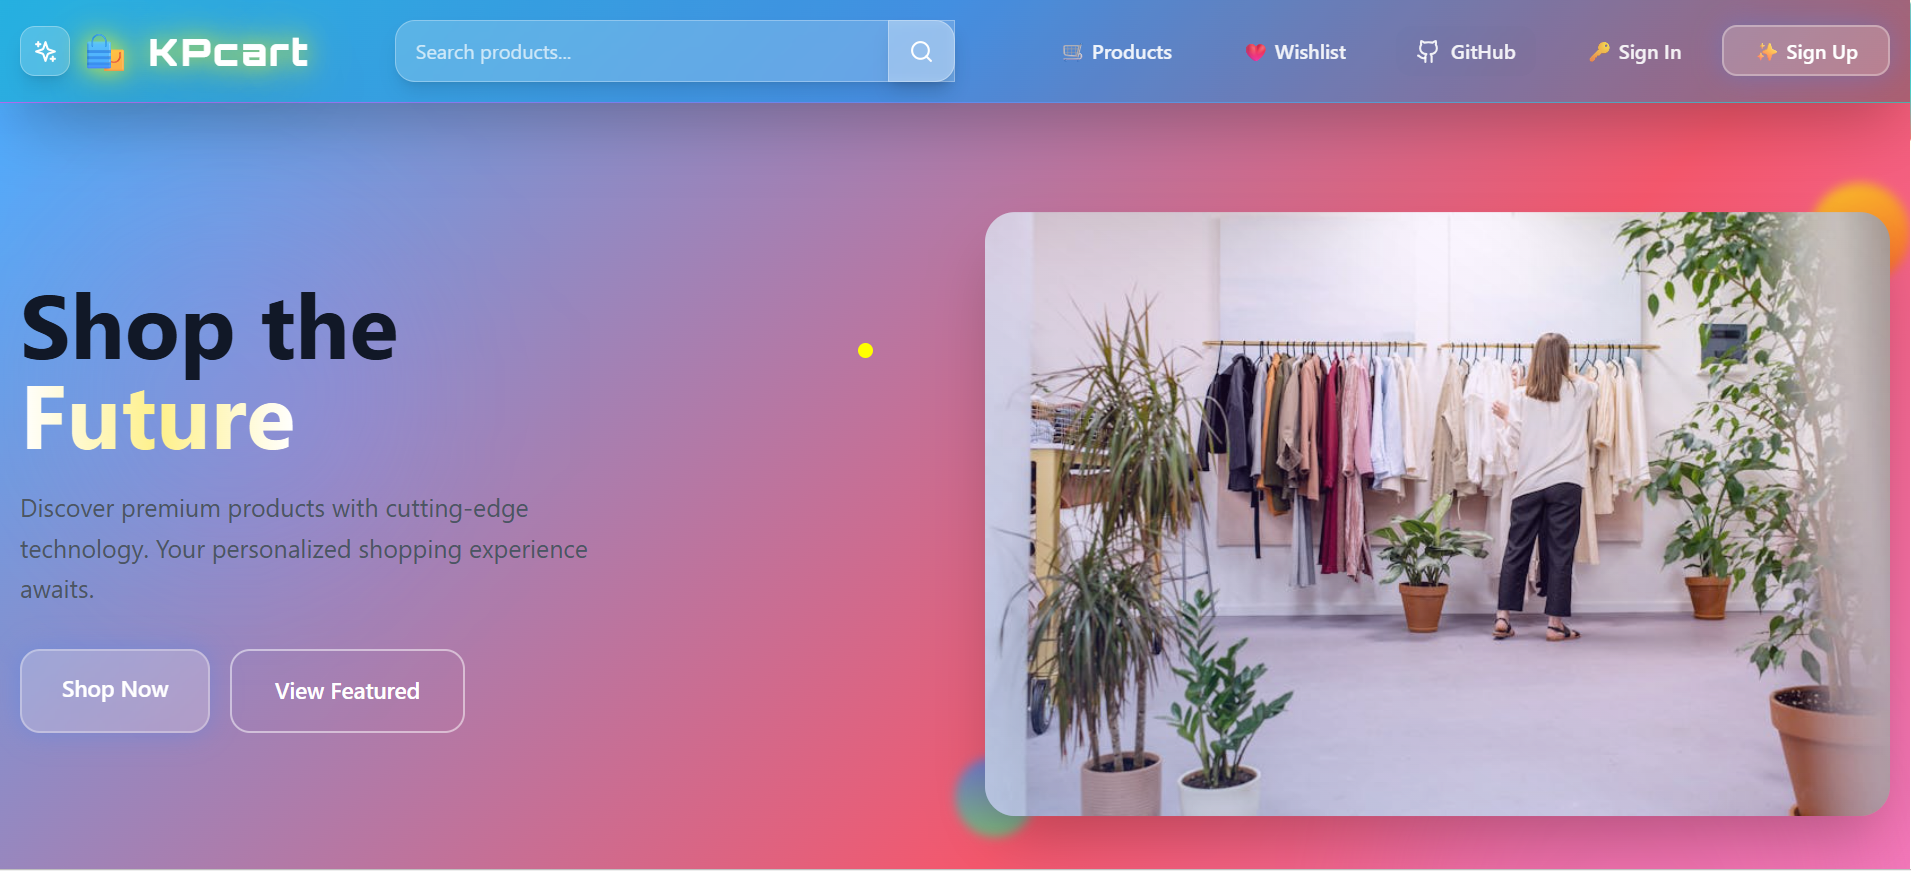 KPcart
Search products...
Products
Wishlist
GitHub
Sign In
Sign Up
Shop the
Future
Discover premium products with cutting-edge
technology. Your personalized shopping experience
awaits.
Shop Now
View Featured